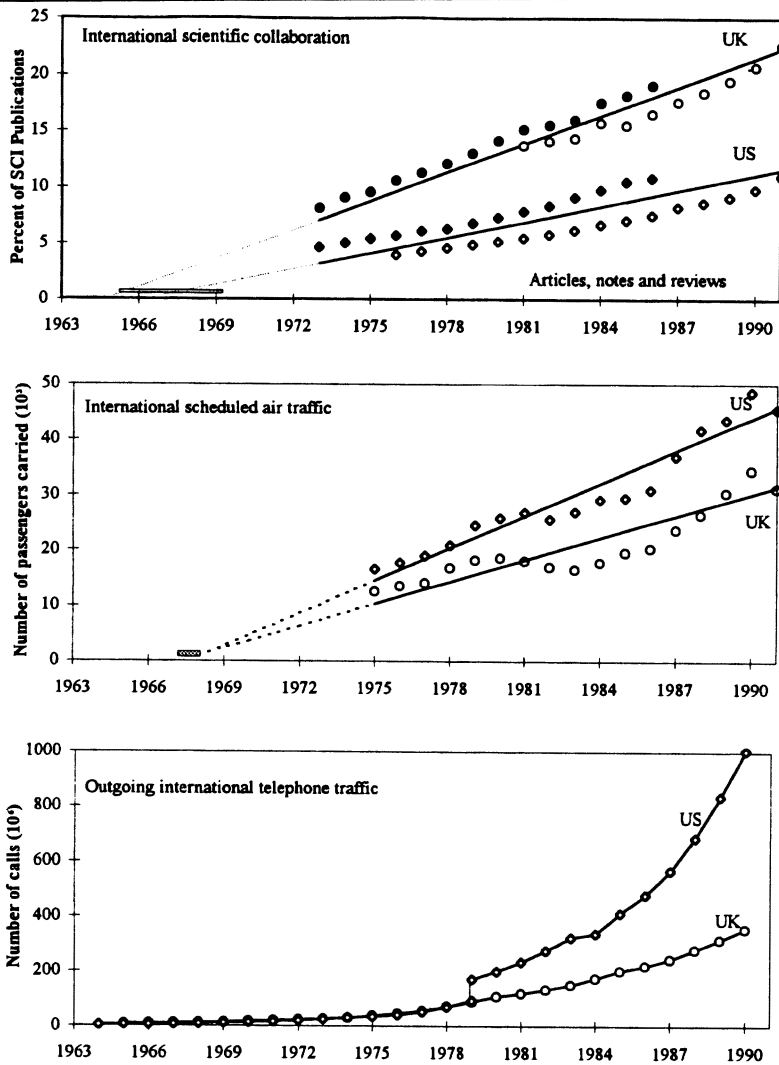 25
International scientific collaboration
UK
20
15
US
10
5
Articles, notes and reviews
0
Percent of SCI Publications
1963 1966 1969 1972 1975 1978 1981 1984 1987 1990
50
International scheduled air traffic
US
40
30
UK
20
10
0
Number of passengers carried (10³)
1963 1966 1969 1972 1975 1978 1981 1984 1987 1990
1000
Outgoing international telephone traffic
800
US
600
400
UK
200
0
Number of calls (10⁴)
1963 1966 1969 1972 1975 1978 1981 1984 1987 1990